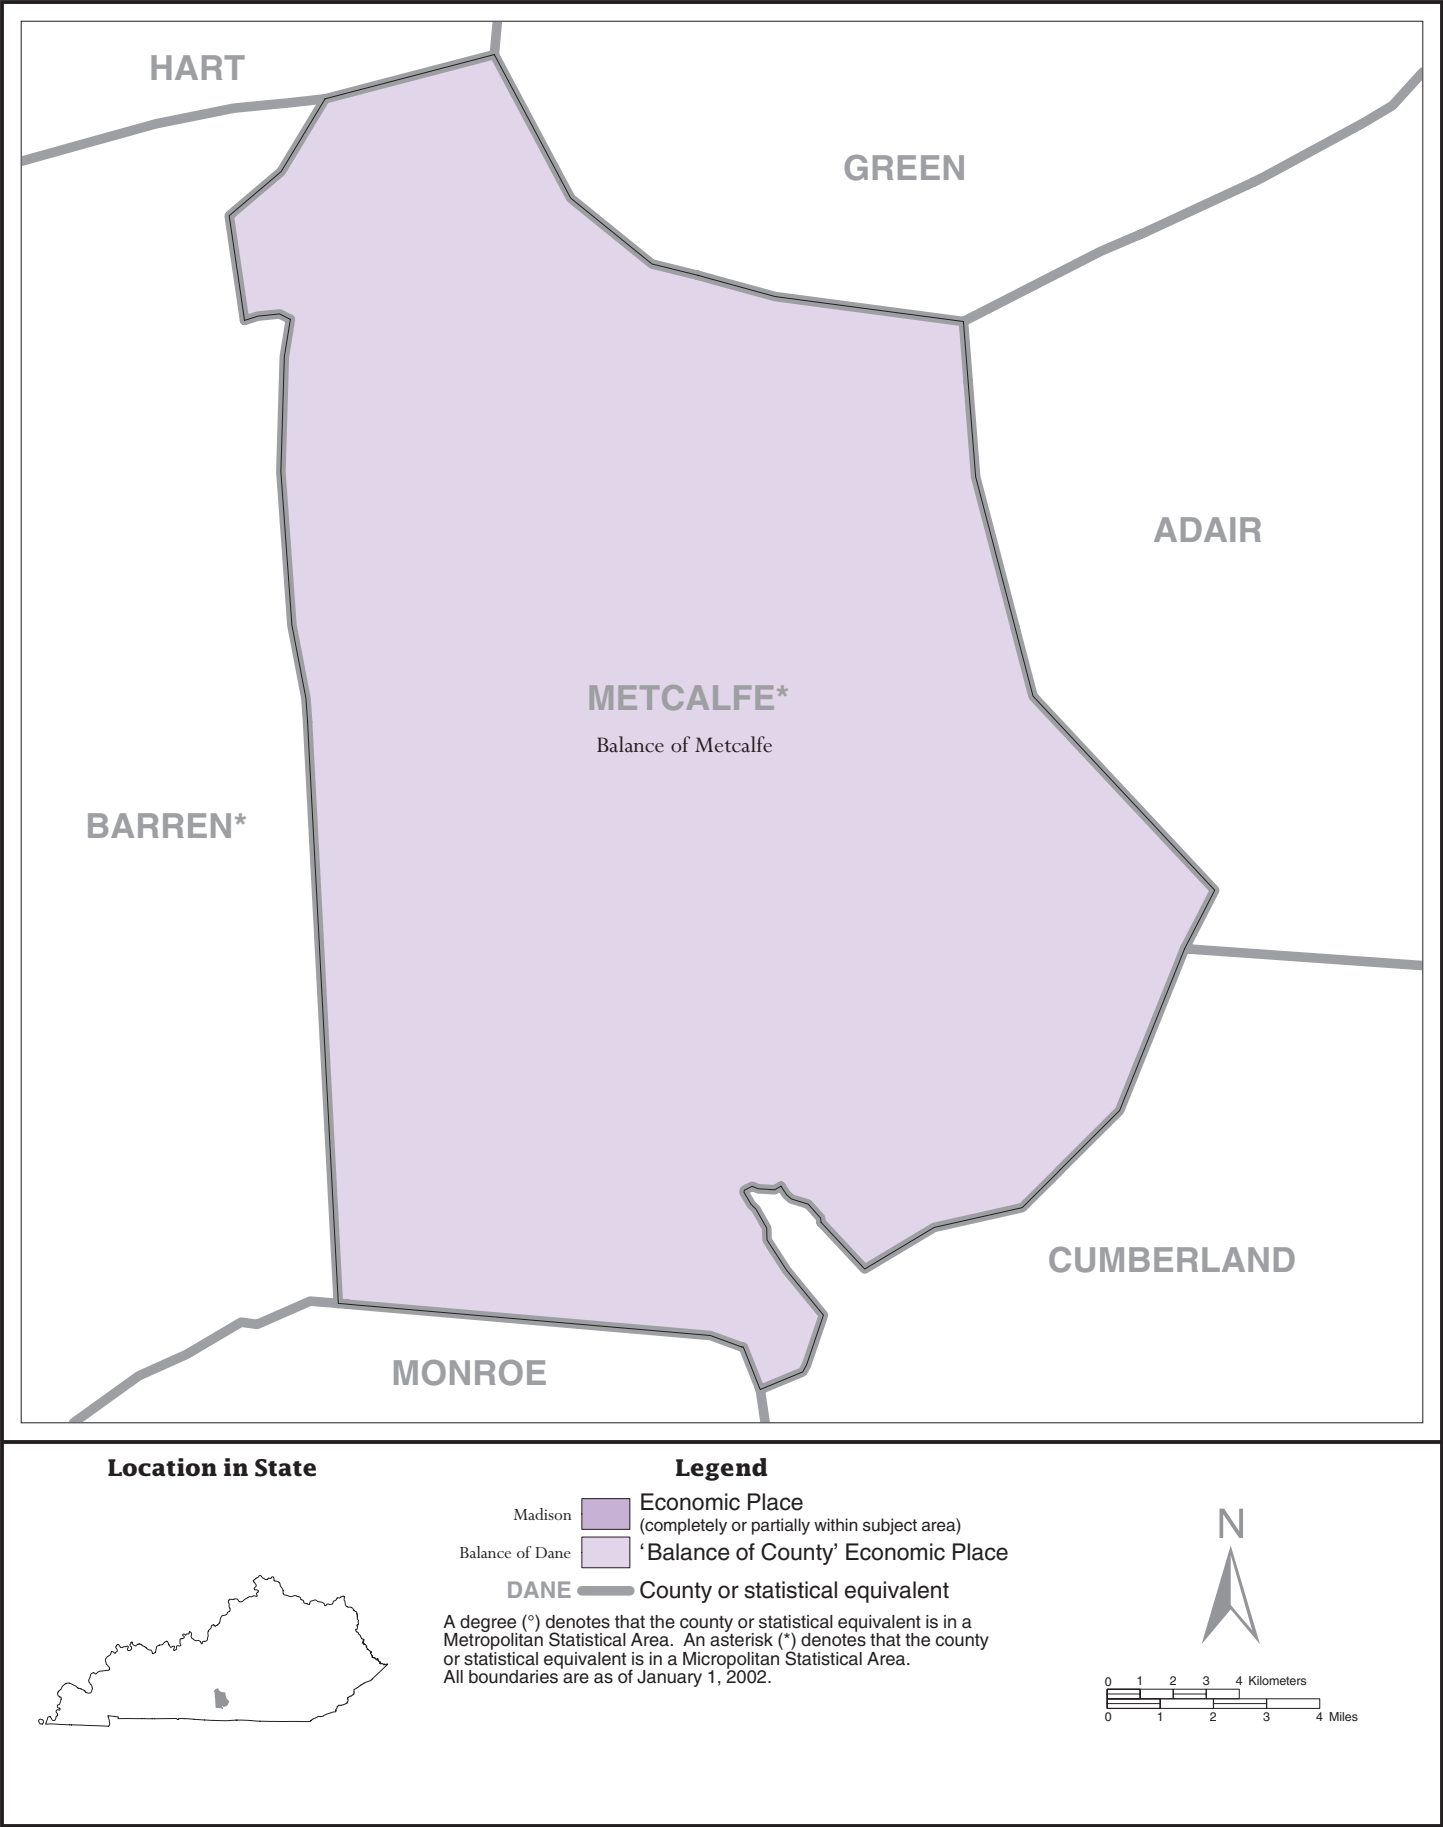 HART
GREEN
ADAIR
METCALFE*
Balance of Metcalfe
BARREN*
CUMBERLAND
MONROE
Location in State
Legend
Madison
Economic Place
(completely or partially within subject area)
Balance of Dane
‘Balance of County’ Economic Place
DANE
County or statistical equivalent
A degree (°) denotes that the county or statistical equivalent is in a
Metropolitan Statistical Area.  An asterisk (*) denotes that the county
or statistical equivalent is in a Micropolitan Statistical Area.
All boundaries are as of January 1, 2002.
N
0 1 2 3 4 Kilometers
0 1 2 3 4 Miles